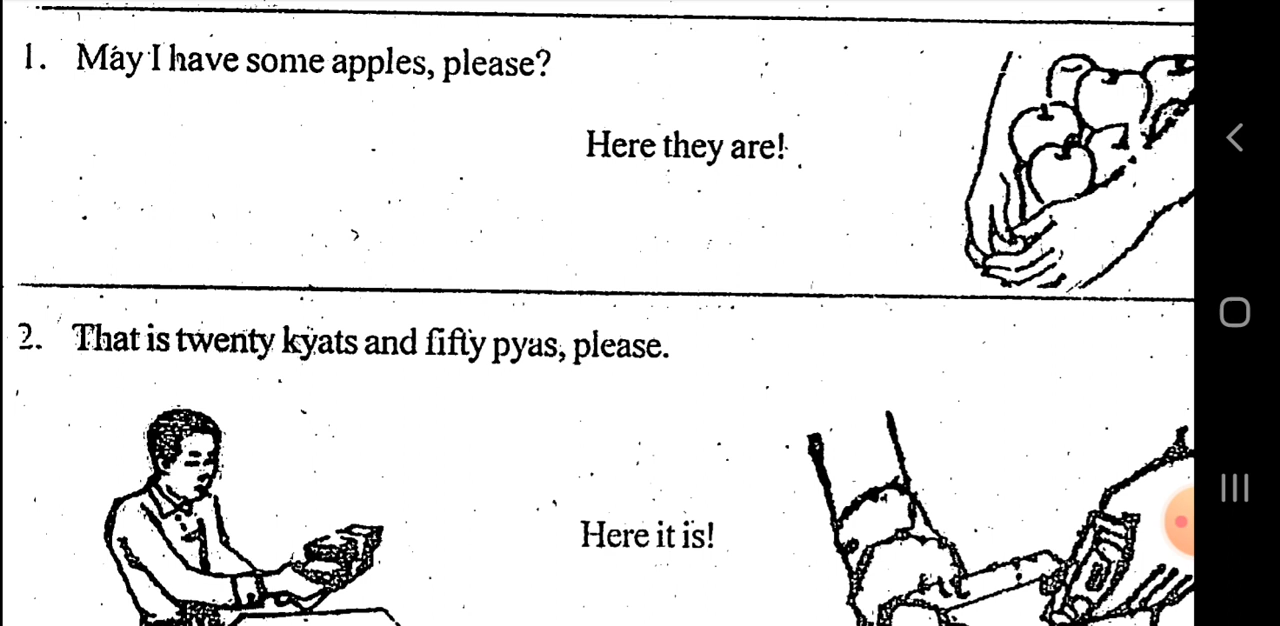 1. May I have some apples, please?
Here they are!
2. That is twenty kyats and fifty pyas, please.
Here it is!